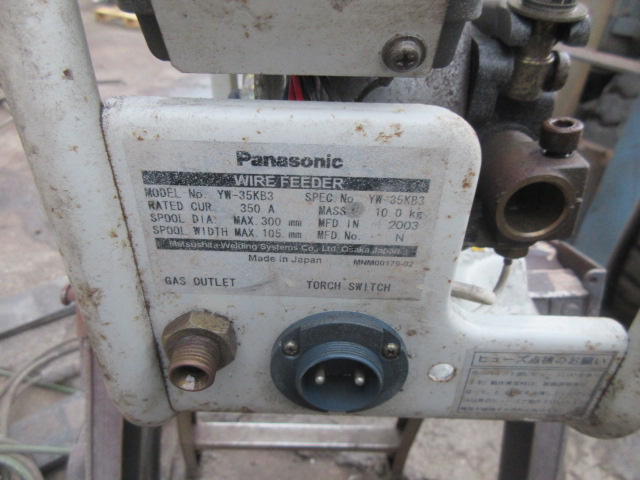 Panasonic
WIRE FEEDER
MODEL No. YW-35KB3 SPEC No. YW-35KB3
RATED CUR. 350 A MASS 10.0 kg
SPOOL DIA. MAX. 300 mm MFD IN 2003
SPOOL WIDTH MAX. 105 mm MFD. No. N
Matsushita Welding Systems Co., Ltd. Osaka Japan
Made in Japan MNM00179-02
GAS OUTLET TORCH SWITCH
ヒューズ点検のお願い